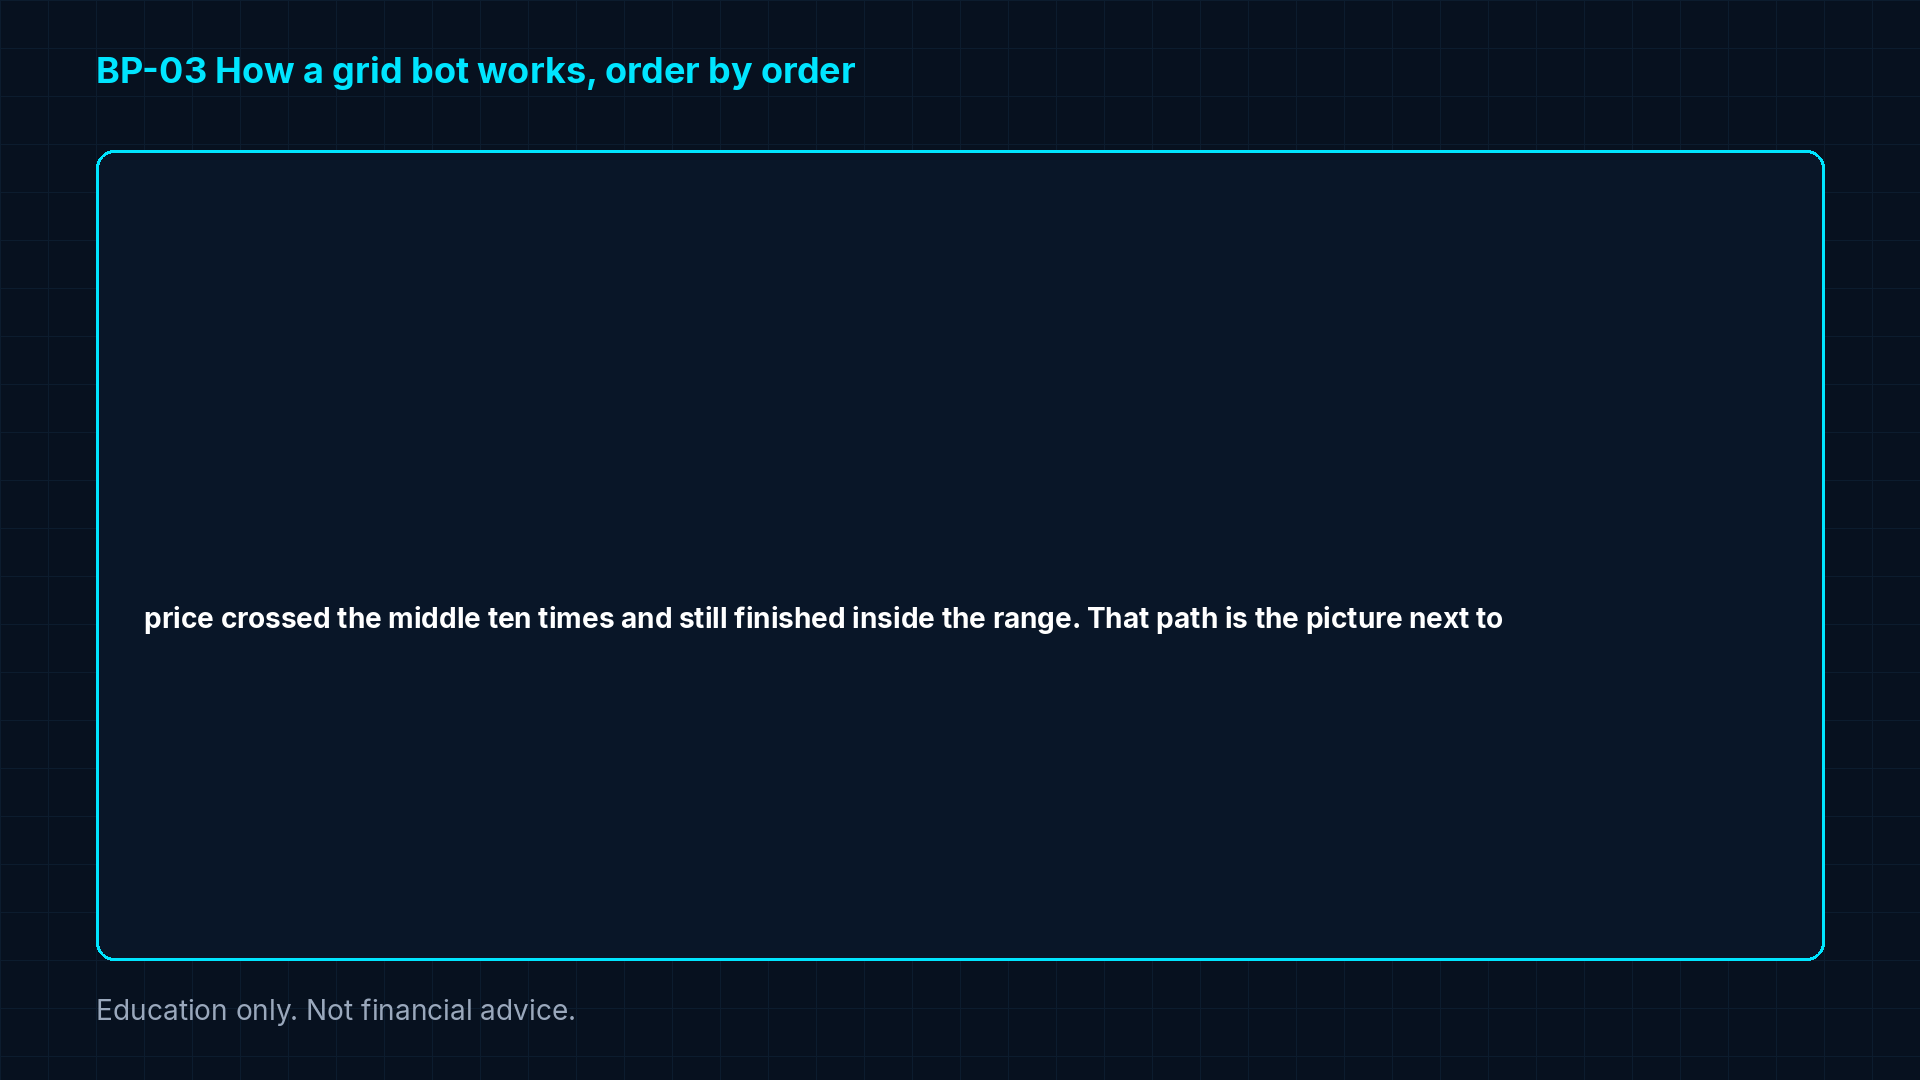 BP-03 How a grid bot works, order by order
price crossed the middle ten times and still finished inside the range. That path is the picture next to
Education only. Not financial advice.